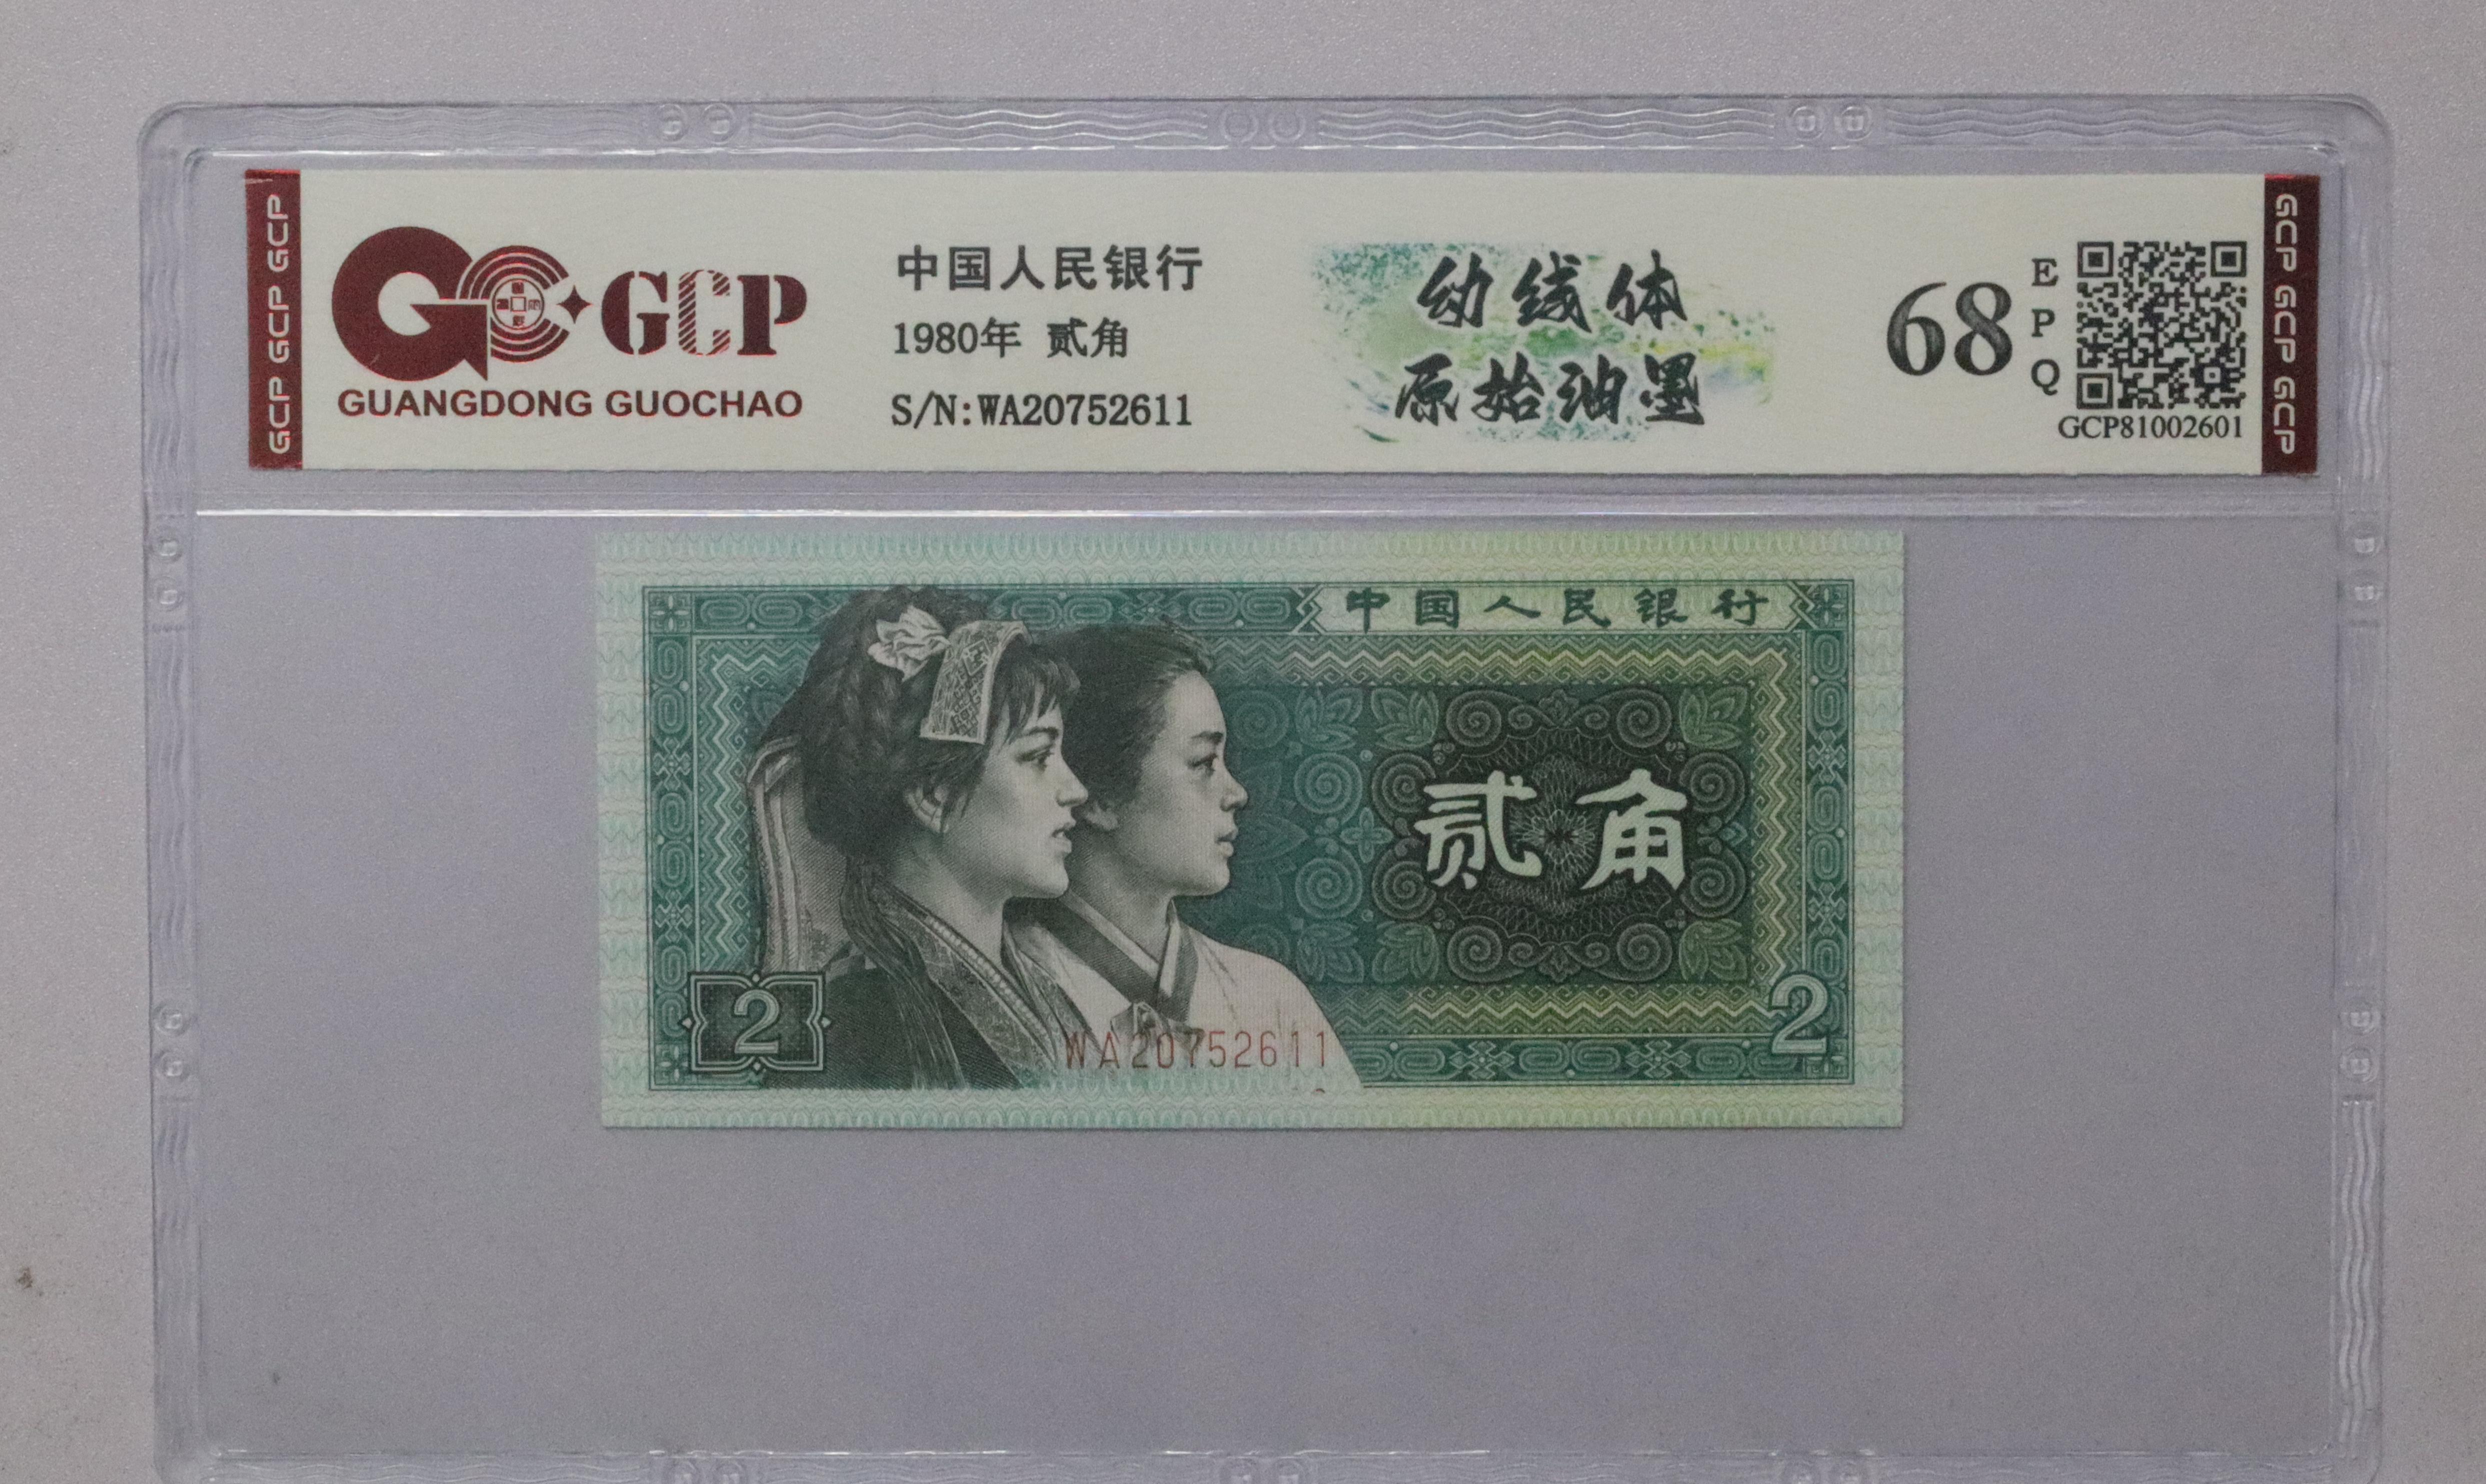 GCP GCP GCP
GCP
GUANGDONG GUOCHAO
中国人民银行
1980年 贰角
S/N:WA20752611
幼线体
原始油墨
68
EPQ
GCP81002601
GCP GCP GCP
中国人民银行
贰角
2
WA20752611
2